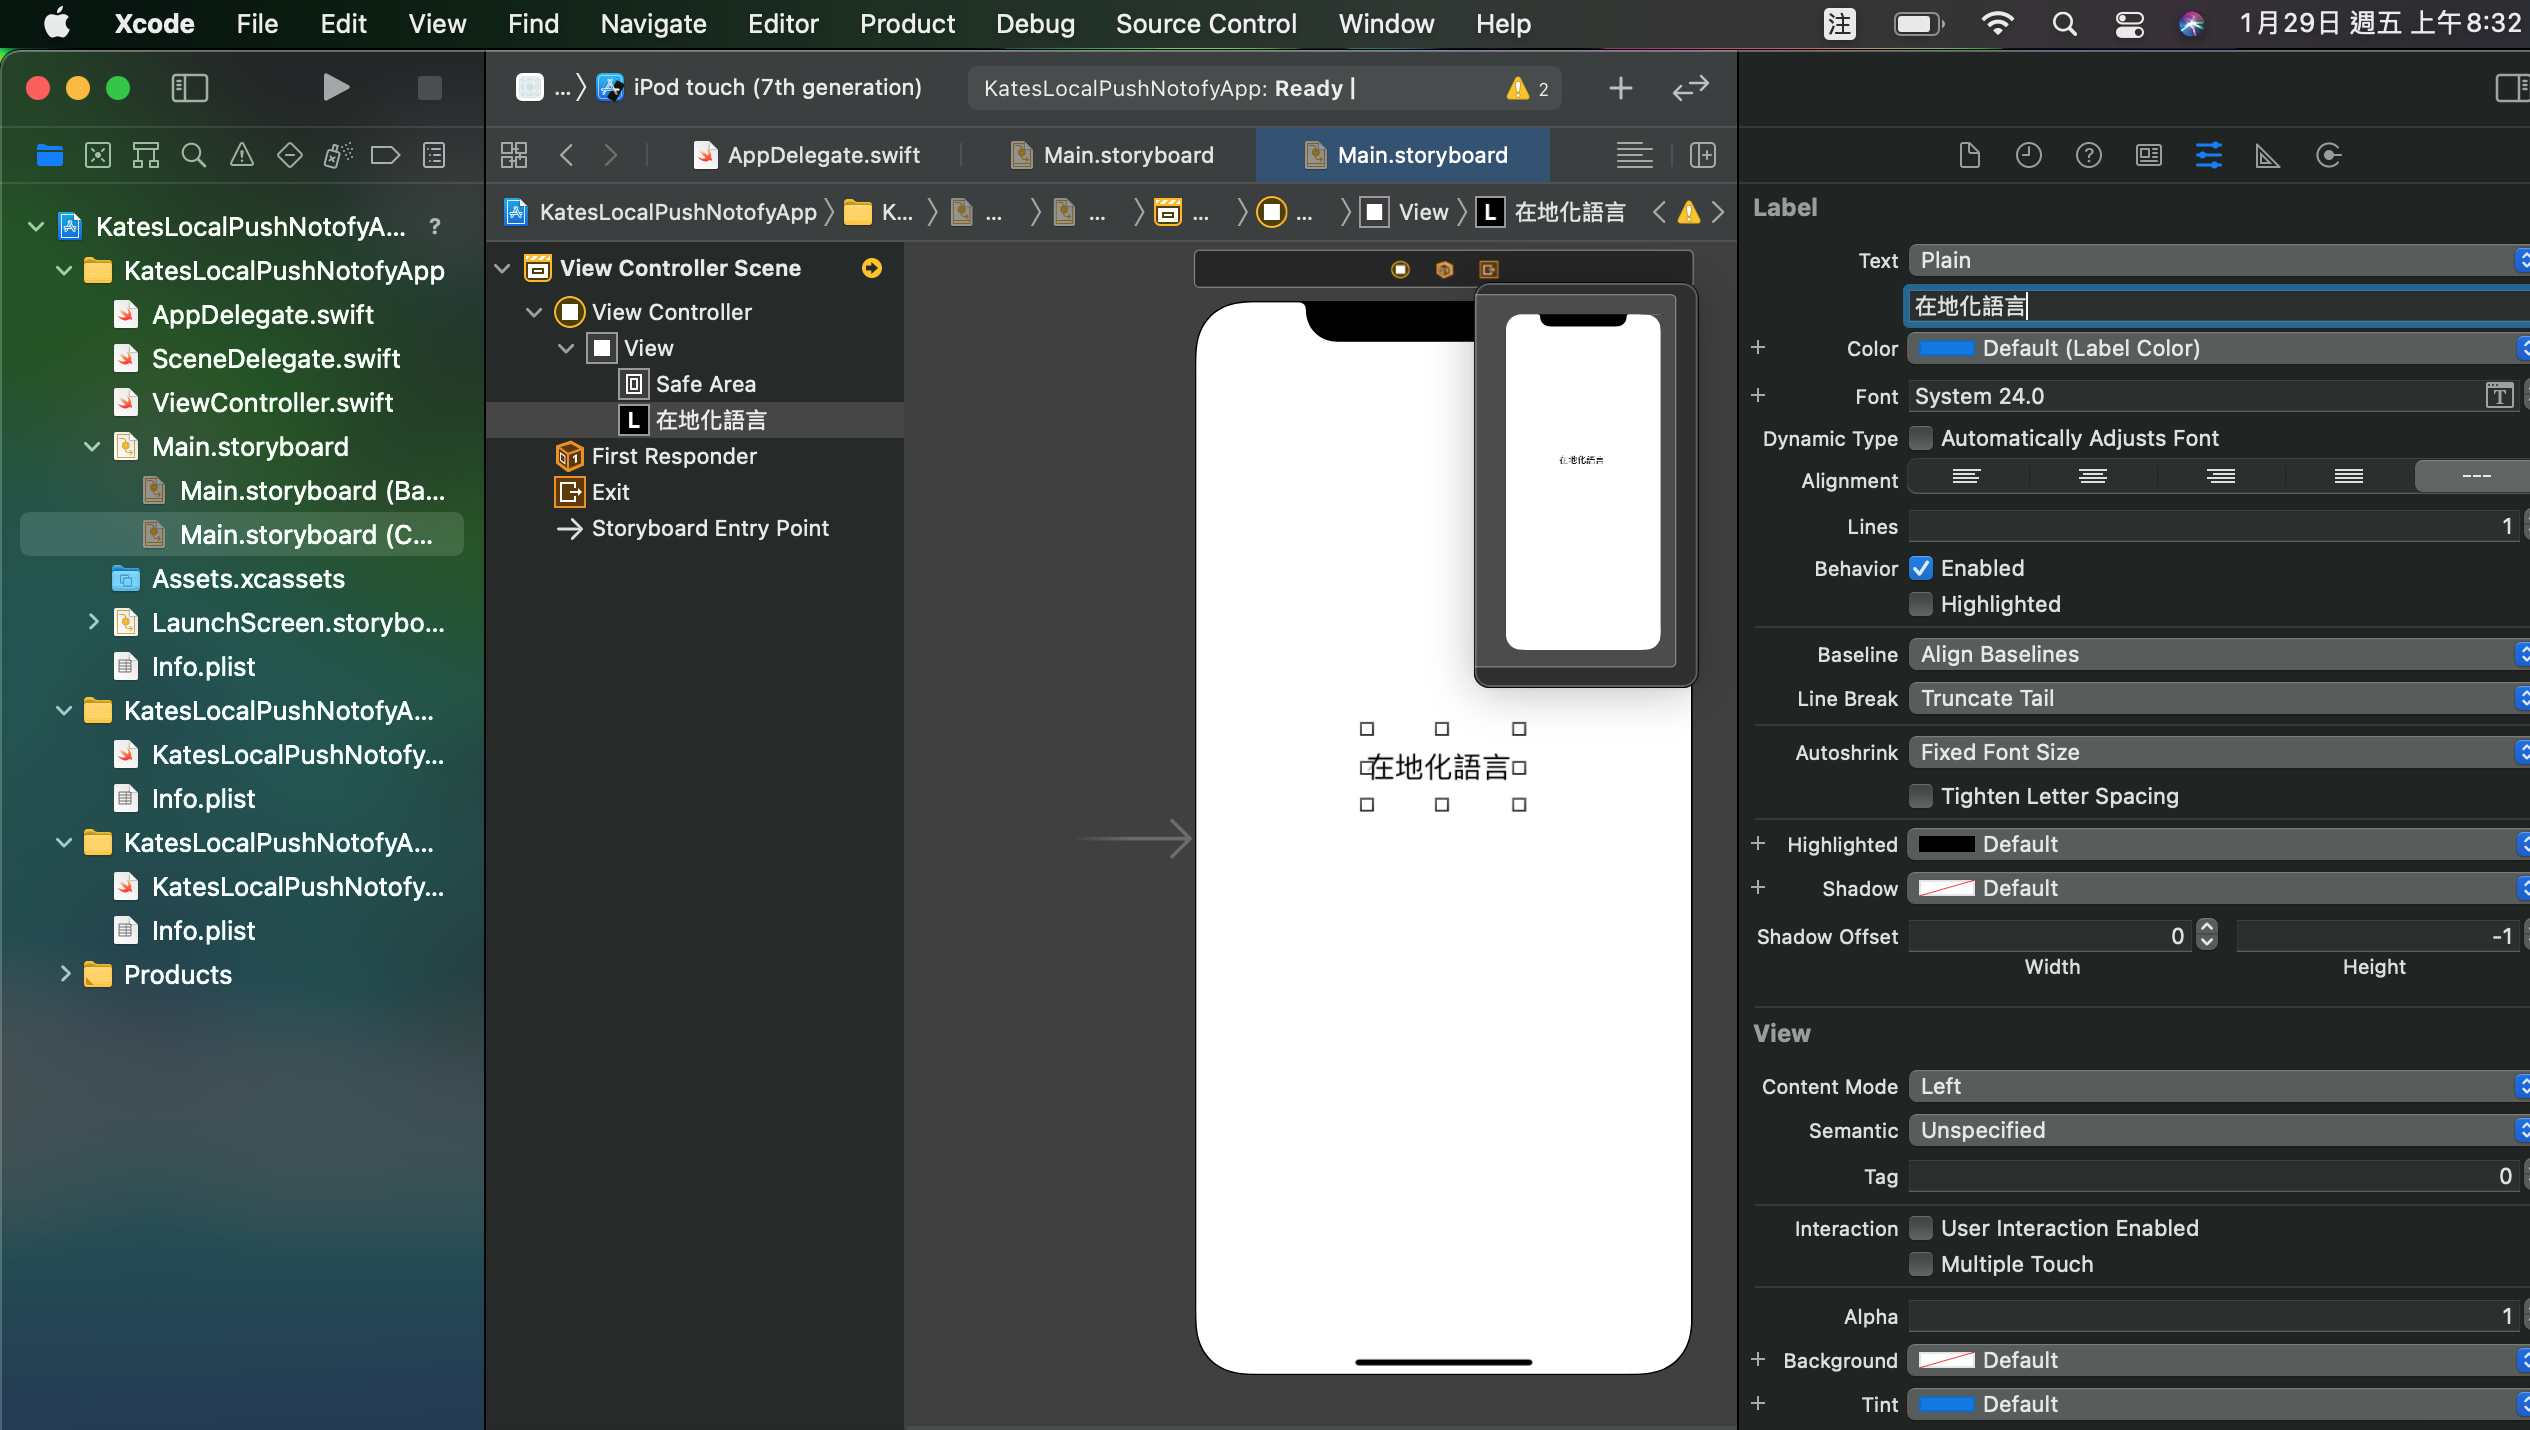 Xcode File Edit View Find Navigate Editor Product Debug Source Control Window Help 注 1月29日 週五 上午8:32
... iPod touch (7th generation) KatesLocalPushNotofyApp: Ready | 2
AppDelegate.swift Main.storyboard Main.storyboard
KatesLocalPushNotofyApp K... ... ... ... ... View L 在地化語言
KatesLocalPushNotofyA... ?
KatesLocalPushNotofyApp
AppDelegate.swift
SceneDelegate.swift
ViewController.swift
Main.storyboard
Main.storyboard (Ba...
Main.storyboard (C...
Assets.xcassets
LaunchScreen.storybo...
Info.plist
KatesLocalPushNotofyA...
KatesLocalPushNotofy...
Info.plist
KatesLocalPushNotofyA...
KatesLocalPushNotofy...
Info.plist
Products
View Controller Scene
View Controller
View
Safe Area
L 在地化語言
First Responder
Exit
Storyboard Entry Point
在地化語言
在地化語言
Label
Text Plain
在地化語言
Color Default (Label Color)
Font System 24.0 T
Dynamic Type Automatically Adjusts Font
Alignment ---
Lines 1
Behavior Enabled
Highlighted
Baseline Align Baselines
Line Break Truncate Tail
Autoshrink Fixed Font Size
Tighten Letter Spacing
Highlighted Default
Shadow Default
Shadow Offset 0 -1
Width Height
View
Content Mode Left
Semantic Unspecified
Tag 0
Interaction User Interaction Enabled
Multiple Touch
Alpha 1
Background Default
Tint Default